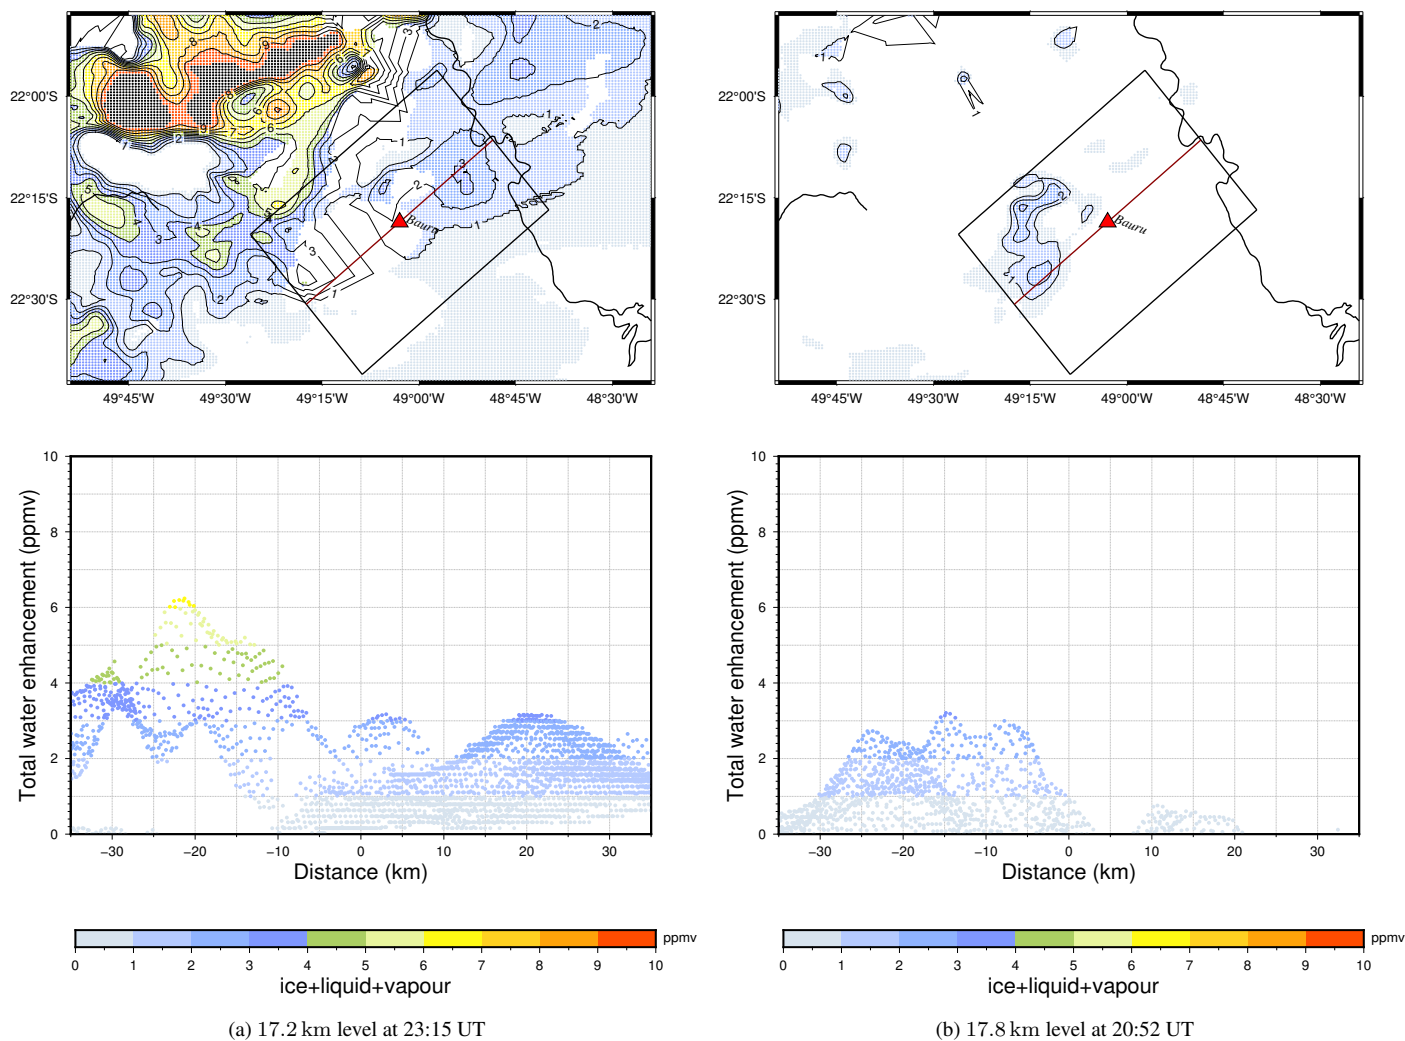 22°00'S
22°15'S
22°30'S
49°45'W 49°30'W 49°15'W 49°00'W 48°45'W 48°30'W
Bauru
22°00'S
22°15'S
22°30'S
49°45'W 49°30'W 49°15'W 49°00'W 48°45'W 48°30'W
Bauru
Total water enhancement (ppmv)
10
8
6
4
2
0
−30 −20 −10 0 10 20 30
Distance (km)
Total water enhancement (ppmv)
10
8
6
4
2
0
−30 −20 −10 0 10 20 30
Distance (km)
ppmv
0 1 2 3 4 5 6 7 8 9 10
ice+liquid+vapour
ppmv
0 1 2 3 4 5 6 7 8 9 10
ice+liquid+vapour
(a) 17.2 km level at 23:15 UT
(b) 17.8 km level at 20:52 UT